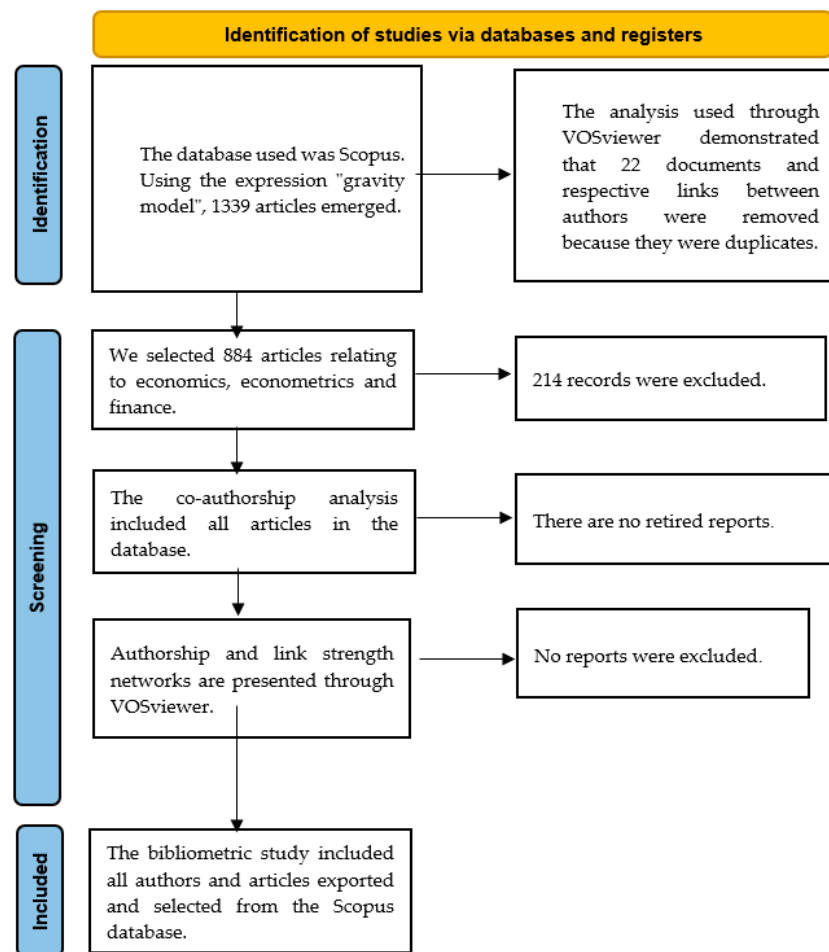 Identification of studies via databases and registers
Identification
The database used was Scopus.
Using the expression "gravity
model", 1339 articles emerged.
The analysis used through
VOSviewer demonstrated
that 22 documents and
respective links between
authors were removed
because they were duplicates.
Screening
We selected 884 articles relating
to economics, econometrics and
finance.
214 records were excluded.
The co-authorship analysis
included all articles in the
database.
There are no retired reports.
Authorship and link strength
networks are presented through
VOSviewer.
No reports were excluded.
Included
The bibliometric study included
all authors and articles exported
and selected from the Scopus
database.